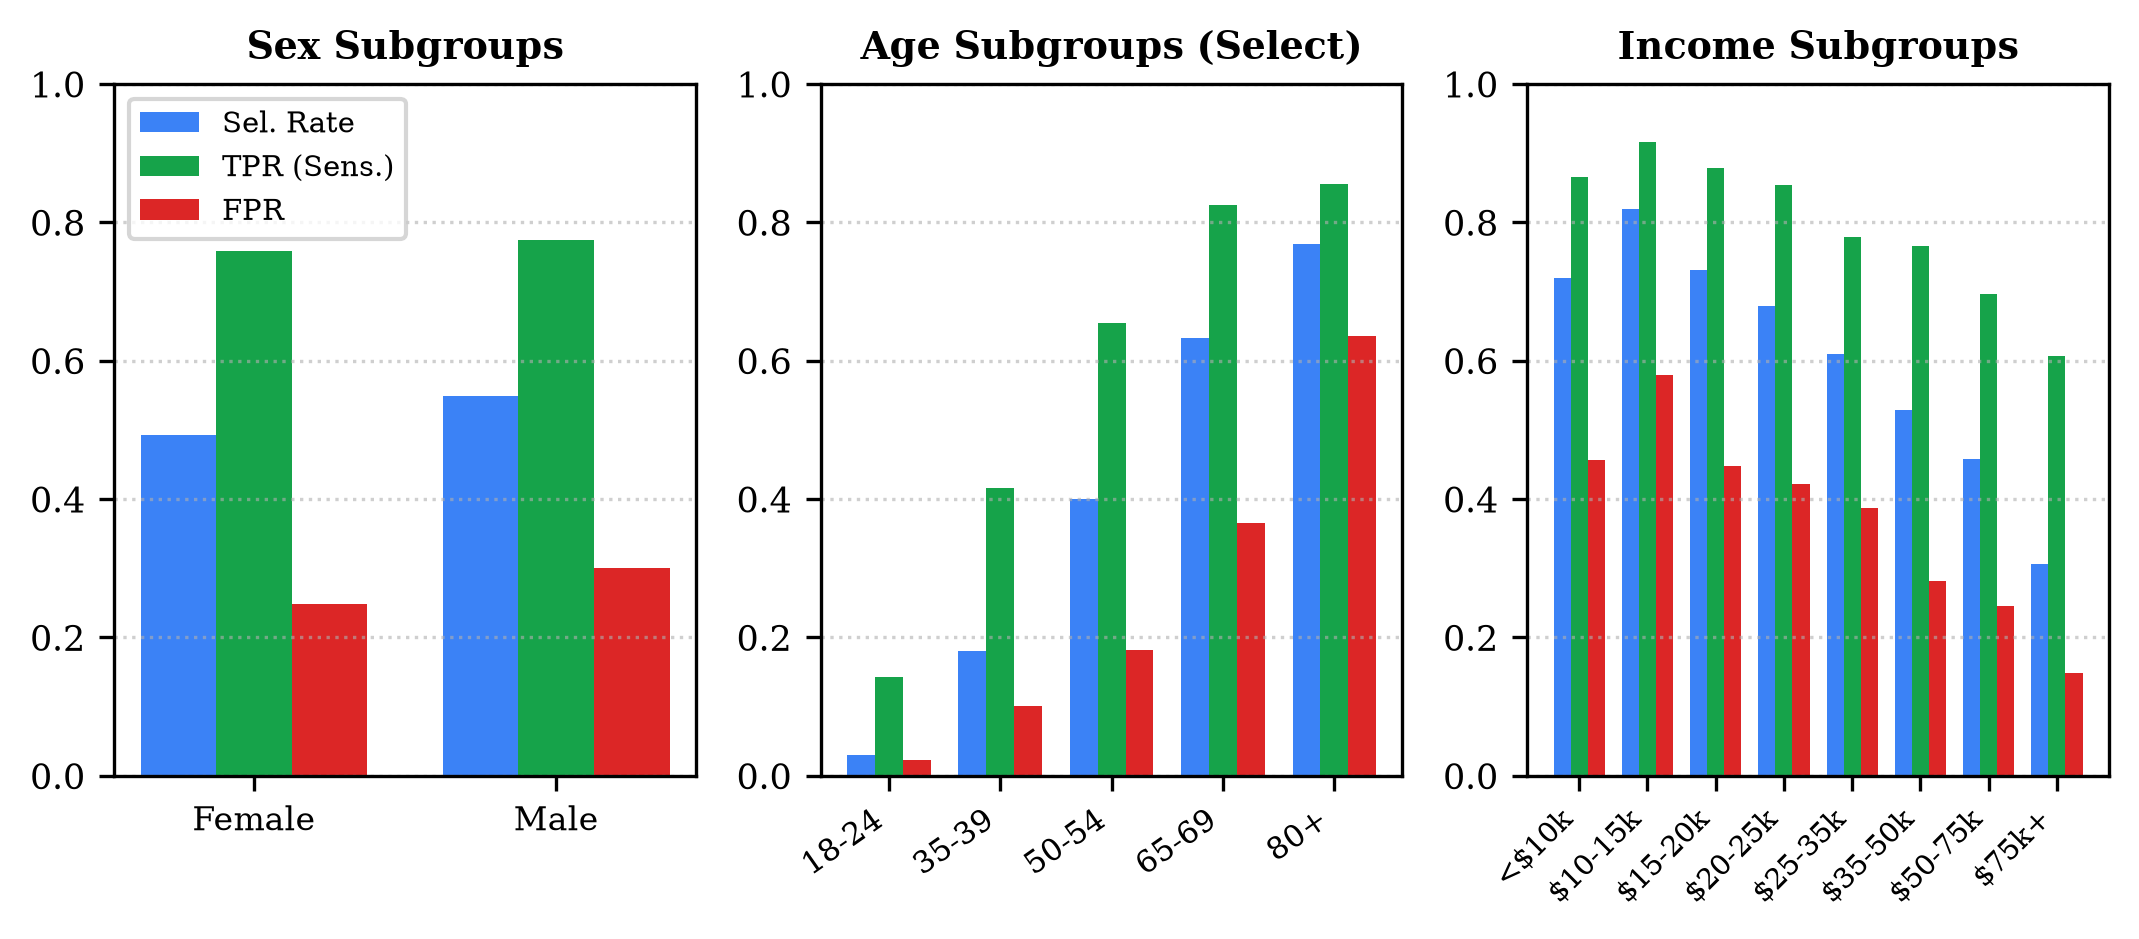 Sex Subgroups
1.0
0.8
0.6
0.4
0.2
0.0
Sel. Rate
TPR (Sens.)
FPR
Female
Male
Age Subgroups (Select)
1.0
0.8
0.6
0.4
0.2
0.0
18-24
35-39
50-54
65-69
80+
Income Subgroups
1.0
0.8
0.6
0.4
0.2
0.0
<$10k
$10-15k
$15-20k
$20-25k
$25-35k
$35-50k
$50-75k
$75k+